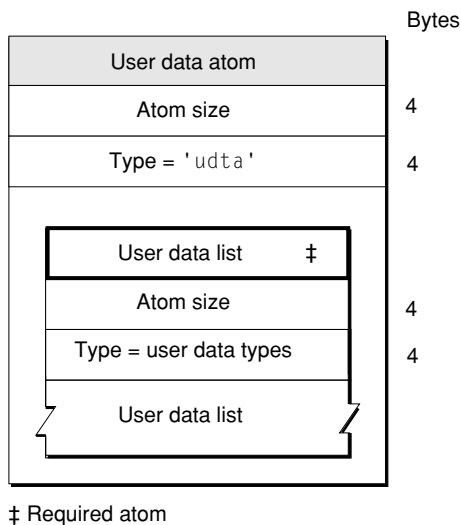 Bytes
User data atom
Atom size 4
Type = 'udta' 4
User data list ‡
Atom size 4
Type = user data types 4
User data list
‡ Required atom